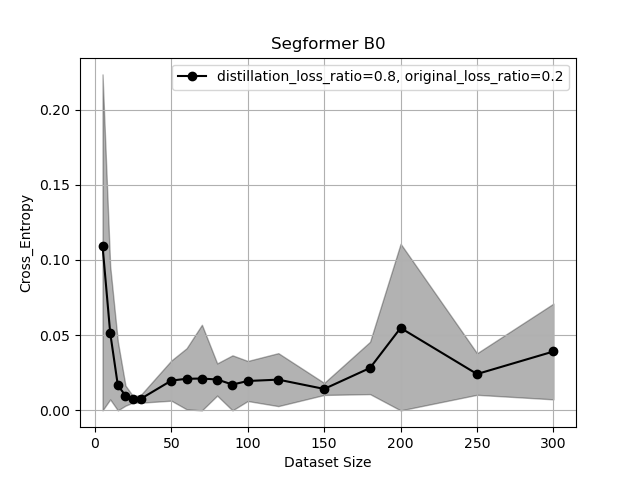 Segformer B0
distillation_loss_ratio=0.8, original_loss_ratio=0.2
0.20
0.15
0.10
0.05
0.00
Cross_Entropy
0 50 100 150 200 250 300
Dataset Size